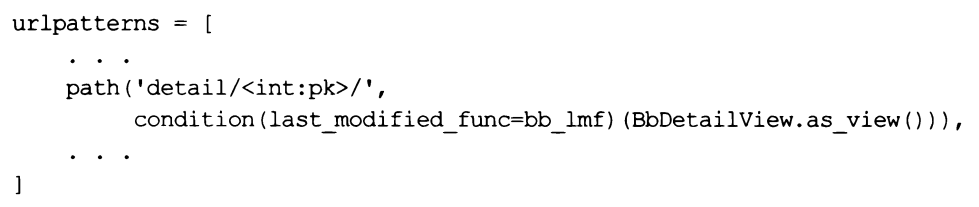 urlpatterns = [
. . .
path('detail/<int:pk>/',
condition(last_modified_func=bb_lmf)(BbDetailView.as_view())),
. . .
]